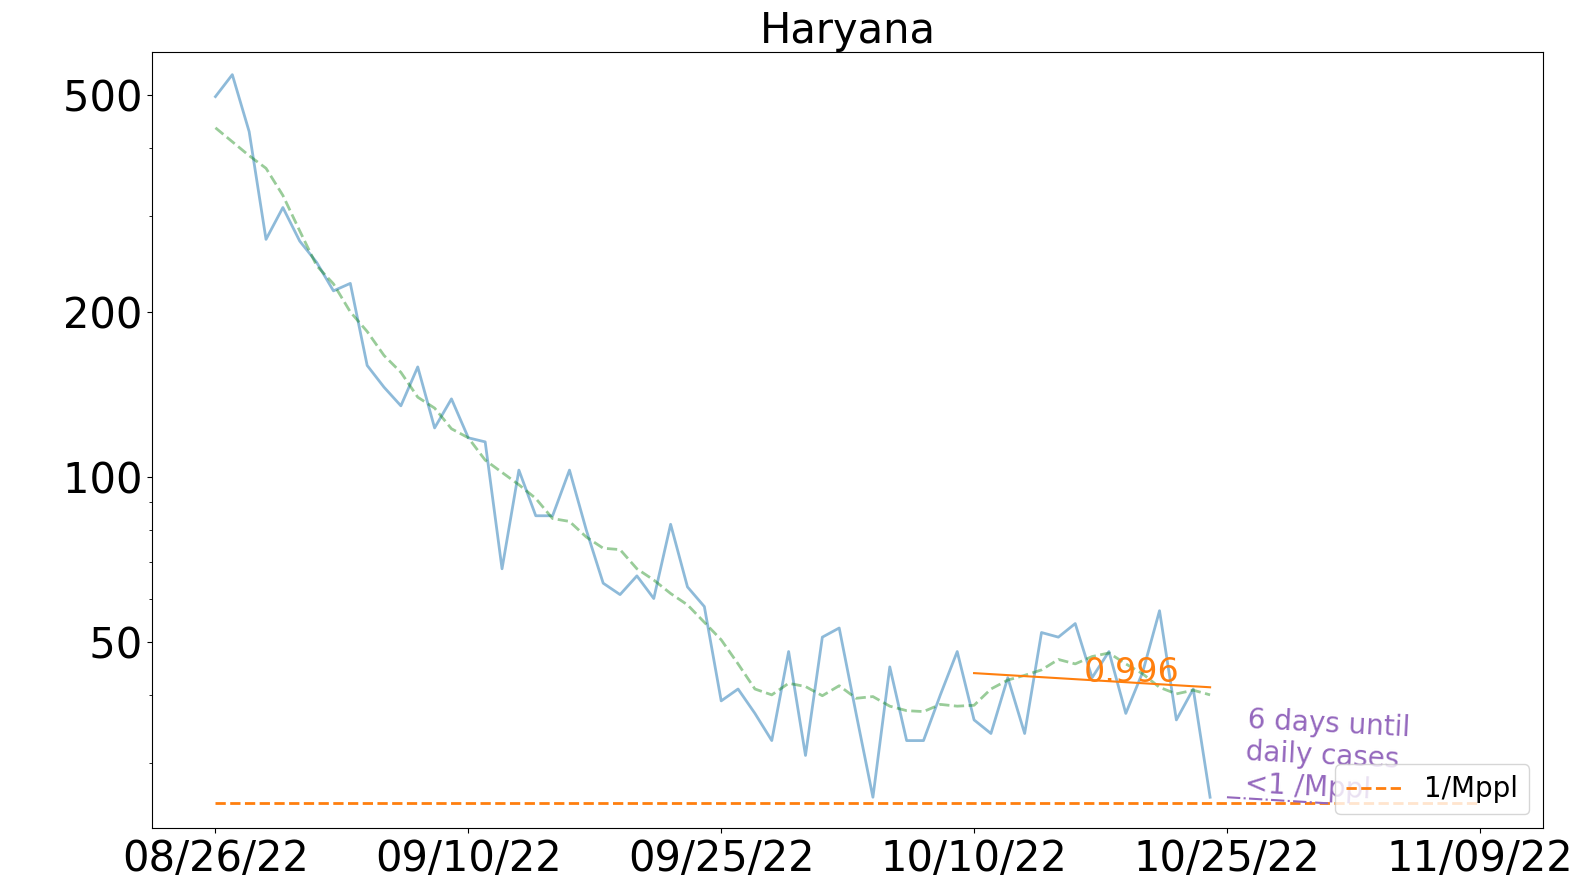 Haryana
500
200
100
50
0.996
6 days until
daily cases
<1 /Mppl
1/Mppl
08/26/22 09/10/22 09/25/22 10/10/22 10/25/22 11/09/22